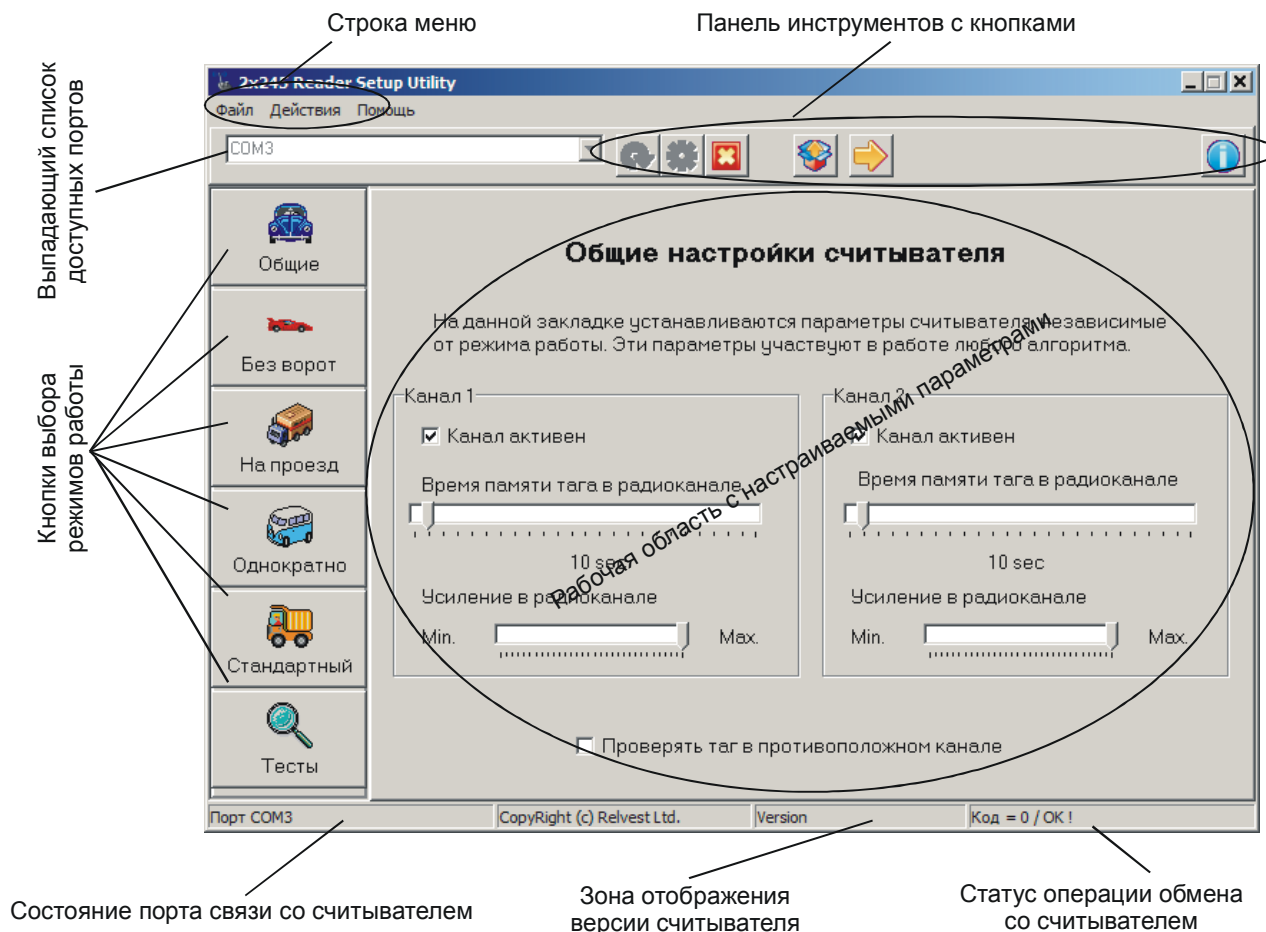 Строка меню
Панель инструментов с кнопками
Выпадающий список
доступных портов
2x245 Reader Setup Utility
Файл Действия Помощь
COM3
Общие
Без ворот
На проезд
Однократно
Стандартный
Тесты
Кнопки выбора
режимов работы
Общие настройки считывателя
На данной закладке устанавливаются параметры считывателя, независимые
от режима работы. Эти параметры участвуют в работе любого алгоритма.
Рабочая область с настраиваемыми параметрами
Канал 1
Канал активен
Время памяти тага в радиоканале
10 sec
Усиление в радиоканале
Min. Max.
Канал 2
Канал активен
Время памяти тага в радиоканале
10 sec
Усиление в радиоканале
Min. Max.
Проверять таг в противоположном канале
Порт COM3 CopyRight (c) Relvest Ltd. Version Код = 0 / OK !
Состояние порта связи со считывателем
Зона отображения
версии считывателя
Статус операции обмена
со считывателем